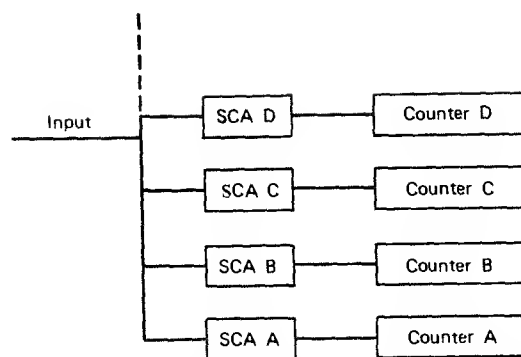 Input
SCA D
Counter D
SCA C
Counter C
SCA B
Counter B
SCA A
Counter A